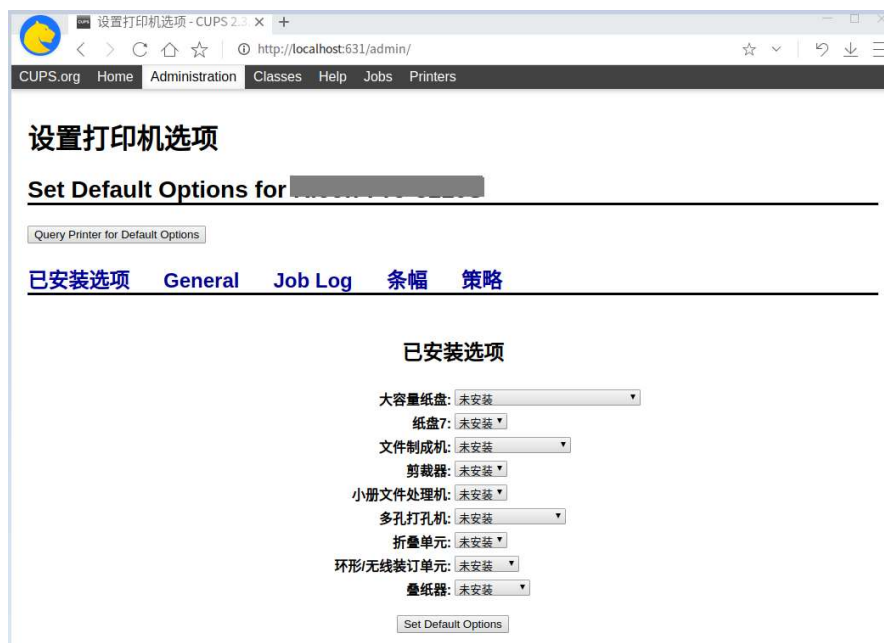 设置打印机选项 - CUPS 2.3.
http://localhost:631/admin/
CUPS.org Home Administration Classes Help Jobs Printers
设置打印机选项
Set Default Options for
Query Printer for Default Options
已安装选项 General Job Log 条幅 策略
已安装选项
大容量纸盘: 未安装
纸盘7: 未安装
文件制成机: 未安装
剪裁器: 未安装
小册文件处理机: 未安装
多孔打孔机: 未安装
折叠单元: 未安装
环形/无线装订单元: 未安装
叠纸器: 未安装
Set Default Options